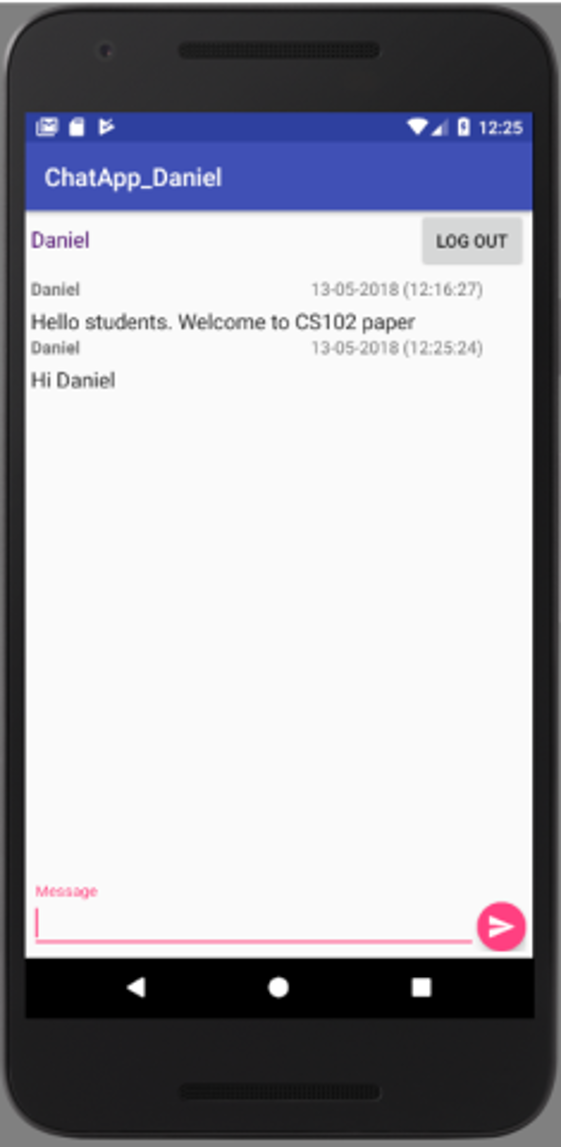 12:25
ChatApp_Daniel
Daniel LOG OUT
Daniel 13-05-2018 (12:16:27)
Hello students. Welcome to CS102 paper
Daniel 13-05-2018 (12:25:24)
Hi Daniel
Message